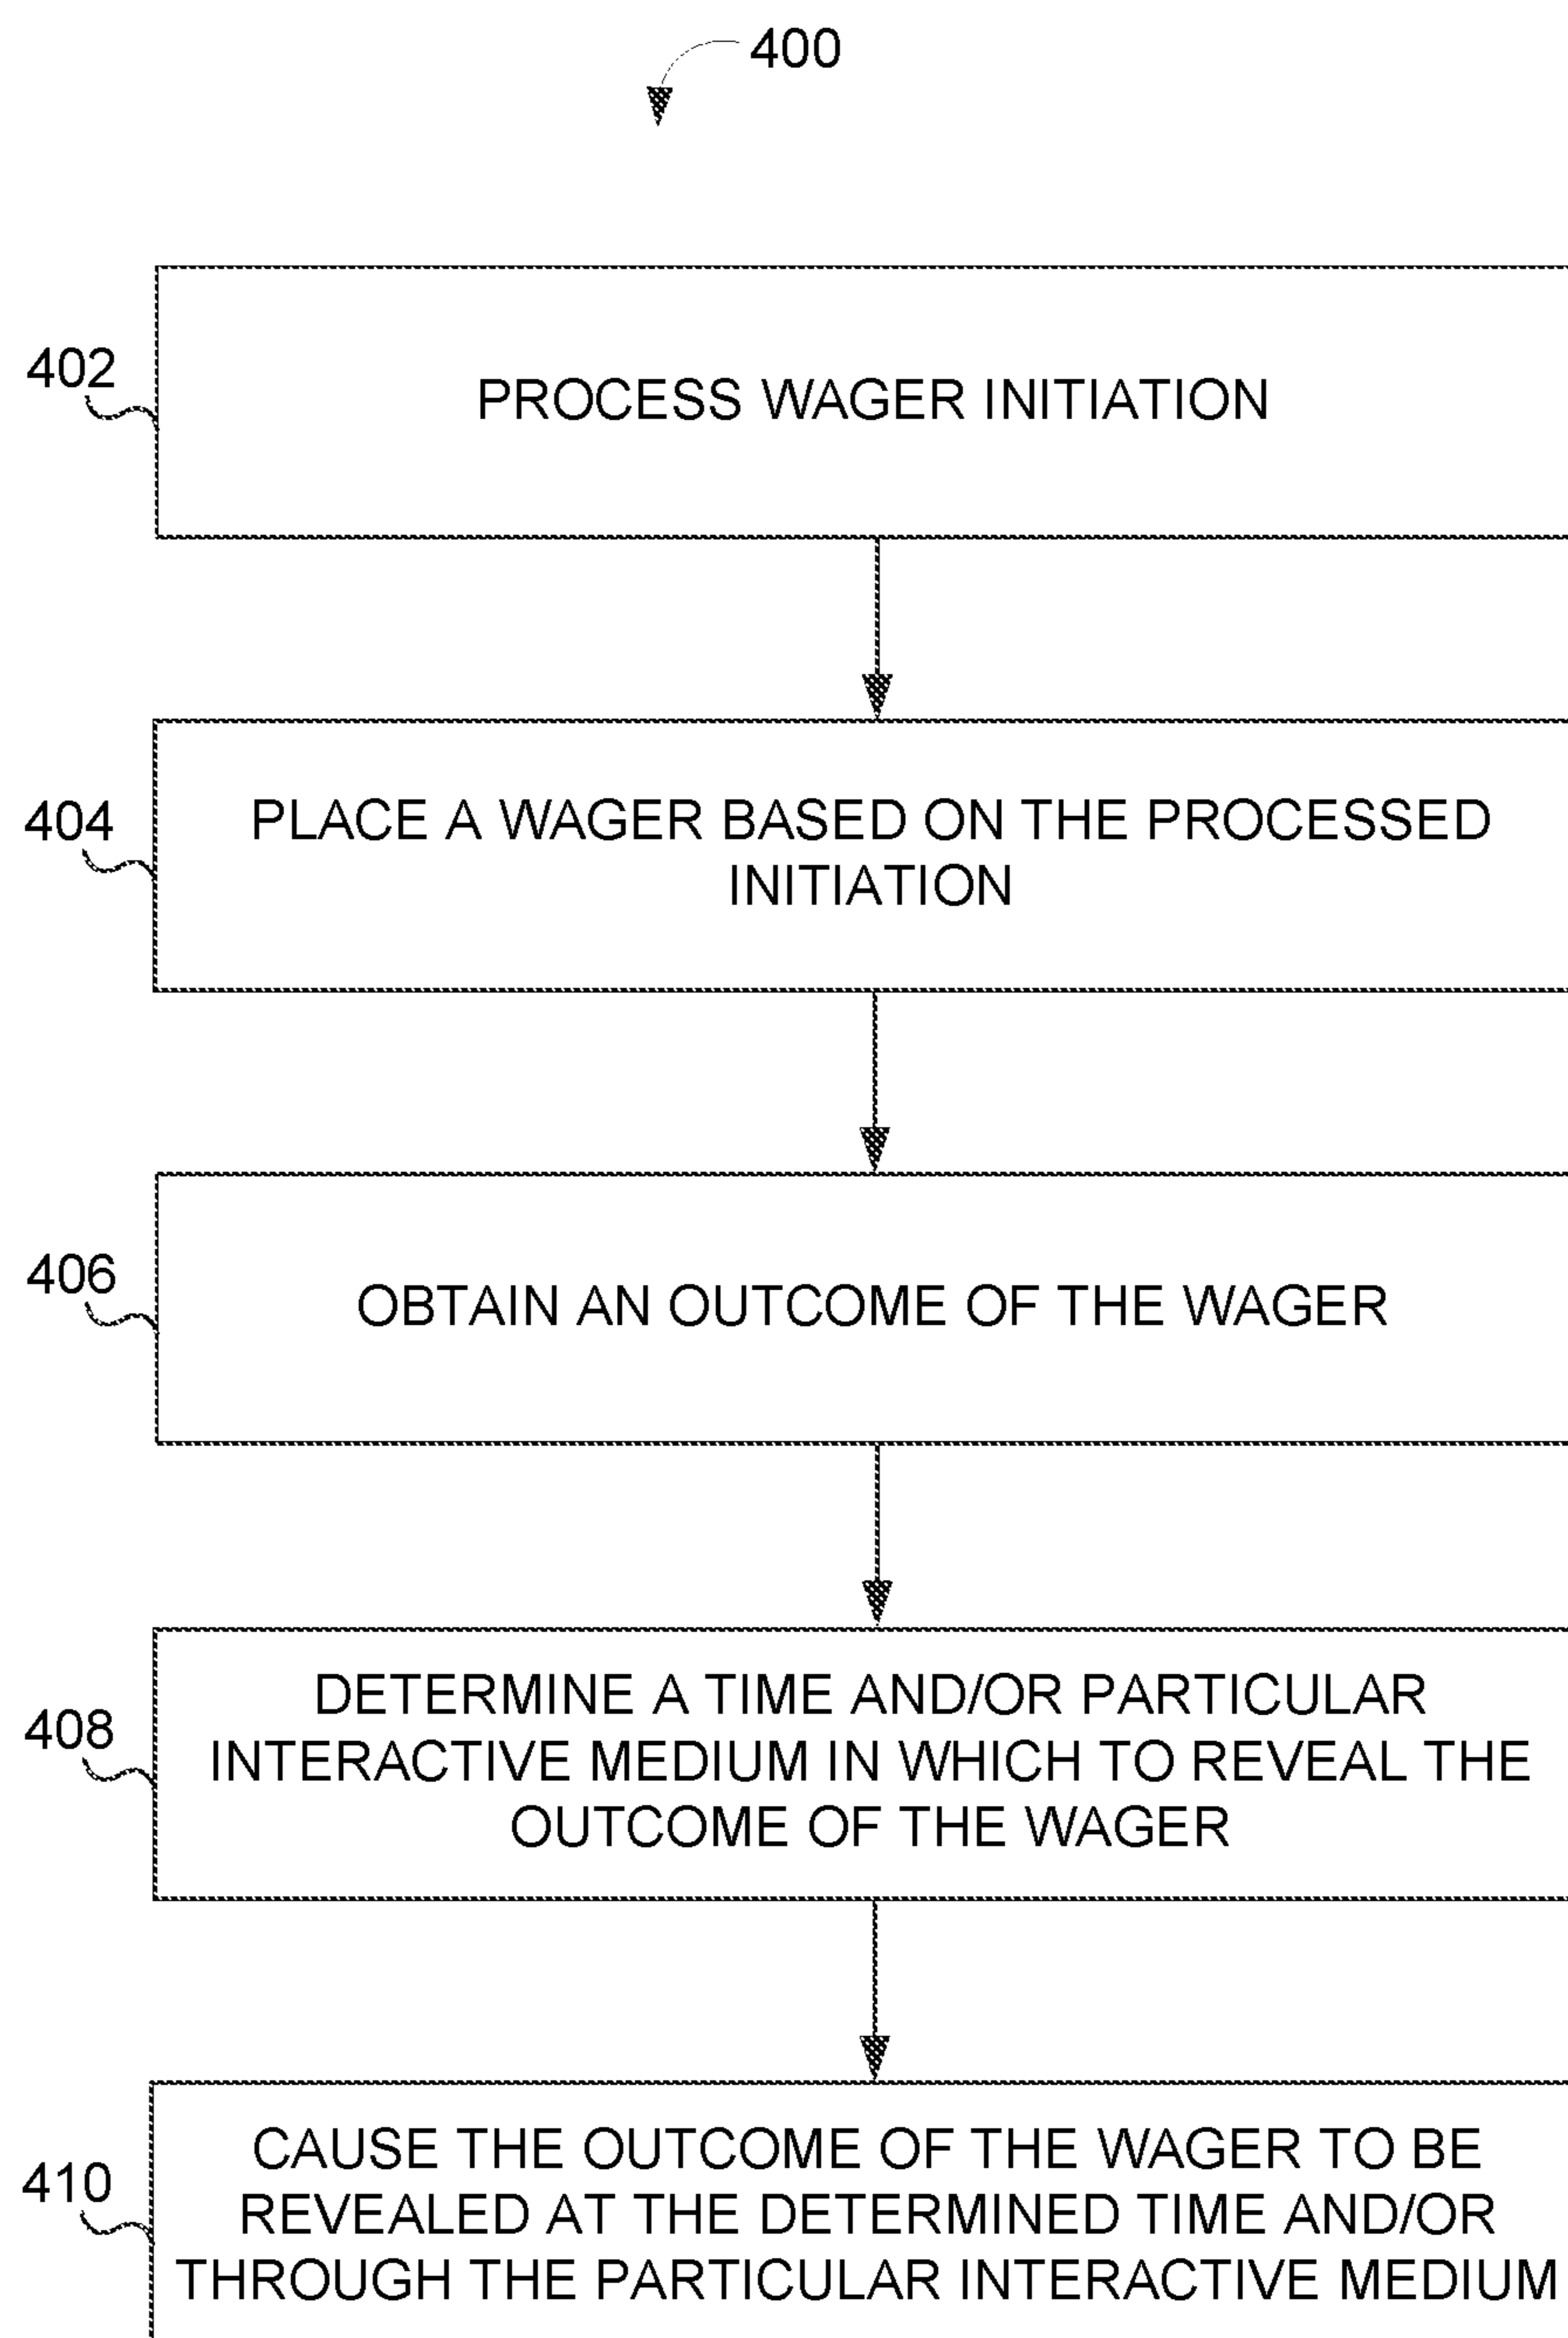 400
402
PROCESS WAGER INITIATION
404
PLACE A WAGER BASED ON THE PROCESSED
INITIATION
406
OBTAIN AN OUTCOME OF THE WAGER
408
DETERMINE A TIME AND/OR PARTICULAR
INTERACTIVE MEDIUM IN WHICH TO REVEAL THE
OUTCOME OF THE WAGER
410
CAUSE THE OUTCOME OF THE WAGER TO BE
REVEALED AT THE DETERMINED TIME AND/OR
THROUGH THE PARTICULAR INTERACTIVE MEDIUM